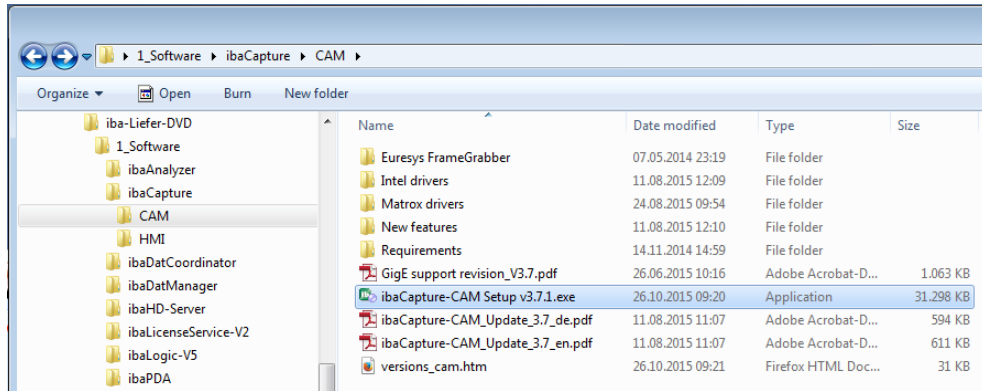 1_Software ibaCapture CAM
Organize Open Burn New folder
iba-Liefer-DVD
1_Software
ibaAnalyzer
ibaCapture
CAM
HMI
ibaDatCoordinator
ibaDatManager
ibaHD-Server
ibaLicenseService-V2
ibaLogic-V5
ibaPDA
Name Date modified Type Size
Euresys FrameGrabber 07.05.2014 23:19 File folder
Intel drivers 11.08.2015 12:09 File folder
Matrox drivers 24.08.2015 09:54 File folder
New features 11.08.2015 12:10 File folder
Requirements 14.11.2014 14:59 File folder
GigE support revision_V3.7.pdf 26.06.2015 10:16 Adobe Acrobat-D... 1.063 KB
ibaCapture-CAM Setup v3.7.1.exe 26.10.2015 09:20 Application 31.298 KB
ibaCapture-CAM_Update_3.7_de.pdf 11.08.2015 11:07 Adobe Acrobat-D... 594 KB
ibaCapture-CAM_Update_3.7_en.pdf 11.08.2015 11:07 Adobe Acrobat-D... 611 KB
versions_cam.htm 26.10.2015 09:21 Firefox HTML Doc... 31 KB